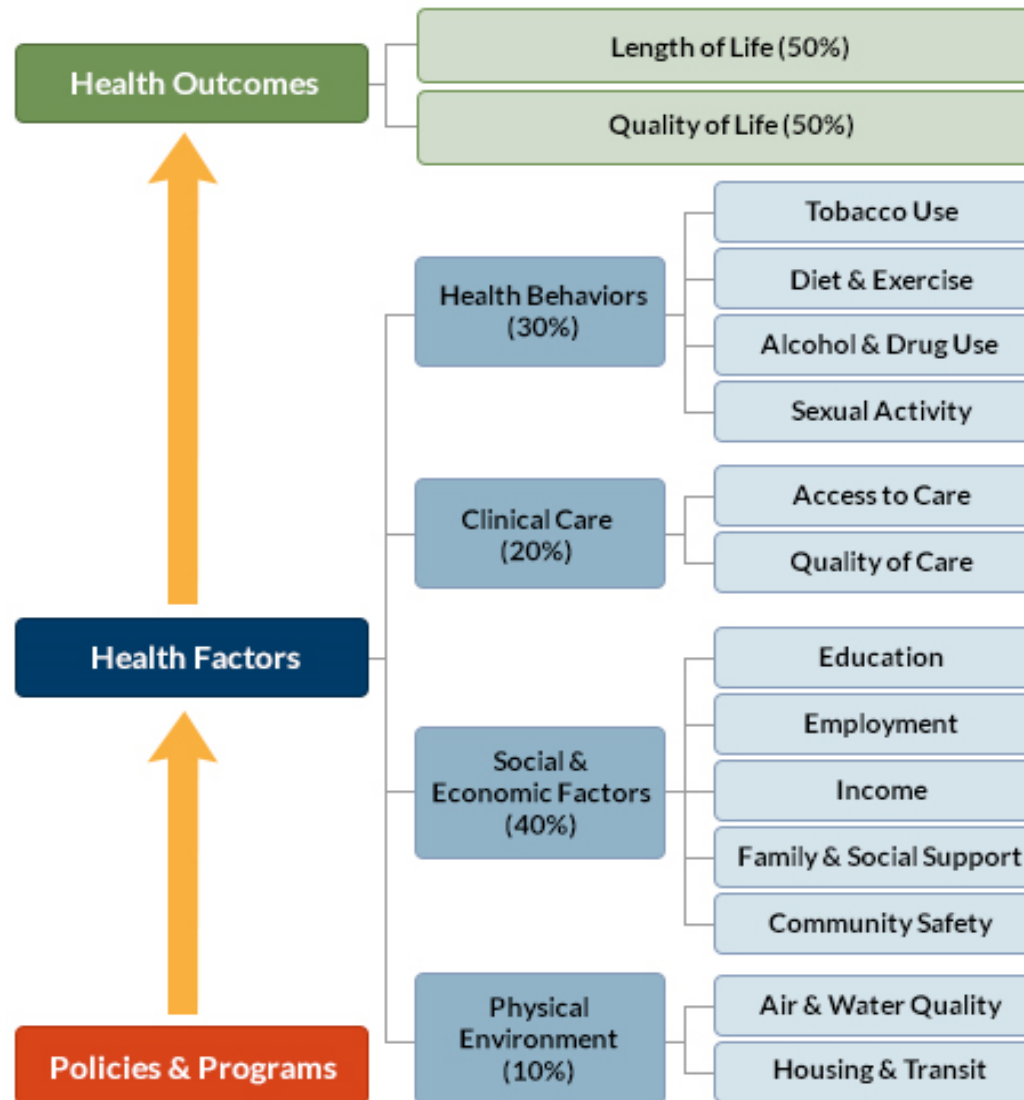 Health Outcomes
Length of Life (50%)
Quality of Life (50%)
Health Factors
Health Behaviors
(30%)
Tobacco Use
Diet & Exercise
Alcohol & Drug Use
Sexual Activity
Clinical Care
(20%)
Access to Care
Quality of Care
Social &
Economic Factors
(40%)
Education
Employment
Income
Family & Social Support
Community Safety
Physical
Environment
(10%)
Air & Water Quality
Housing & Transit
Policies & Programs